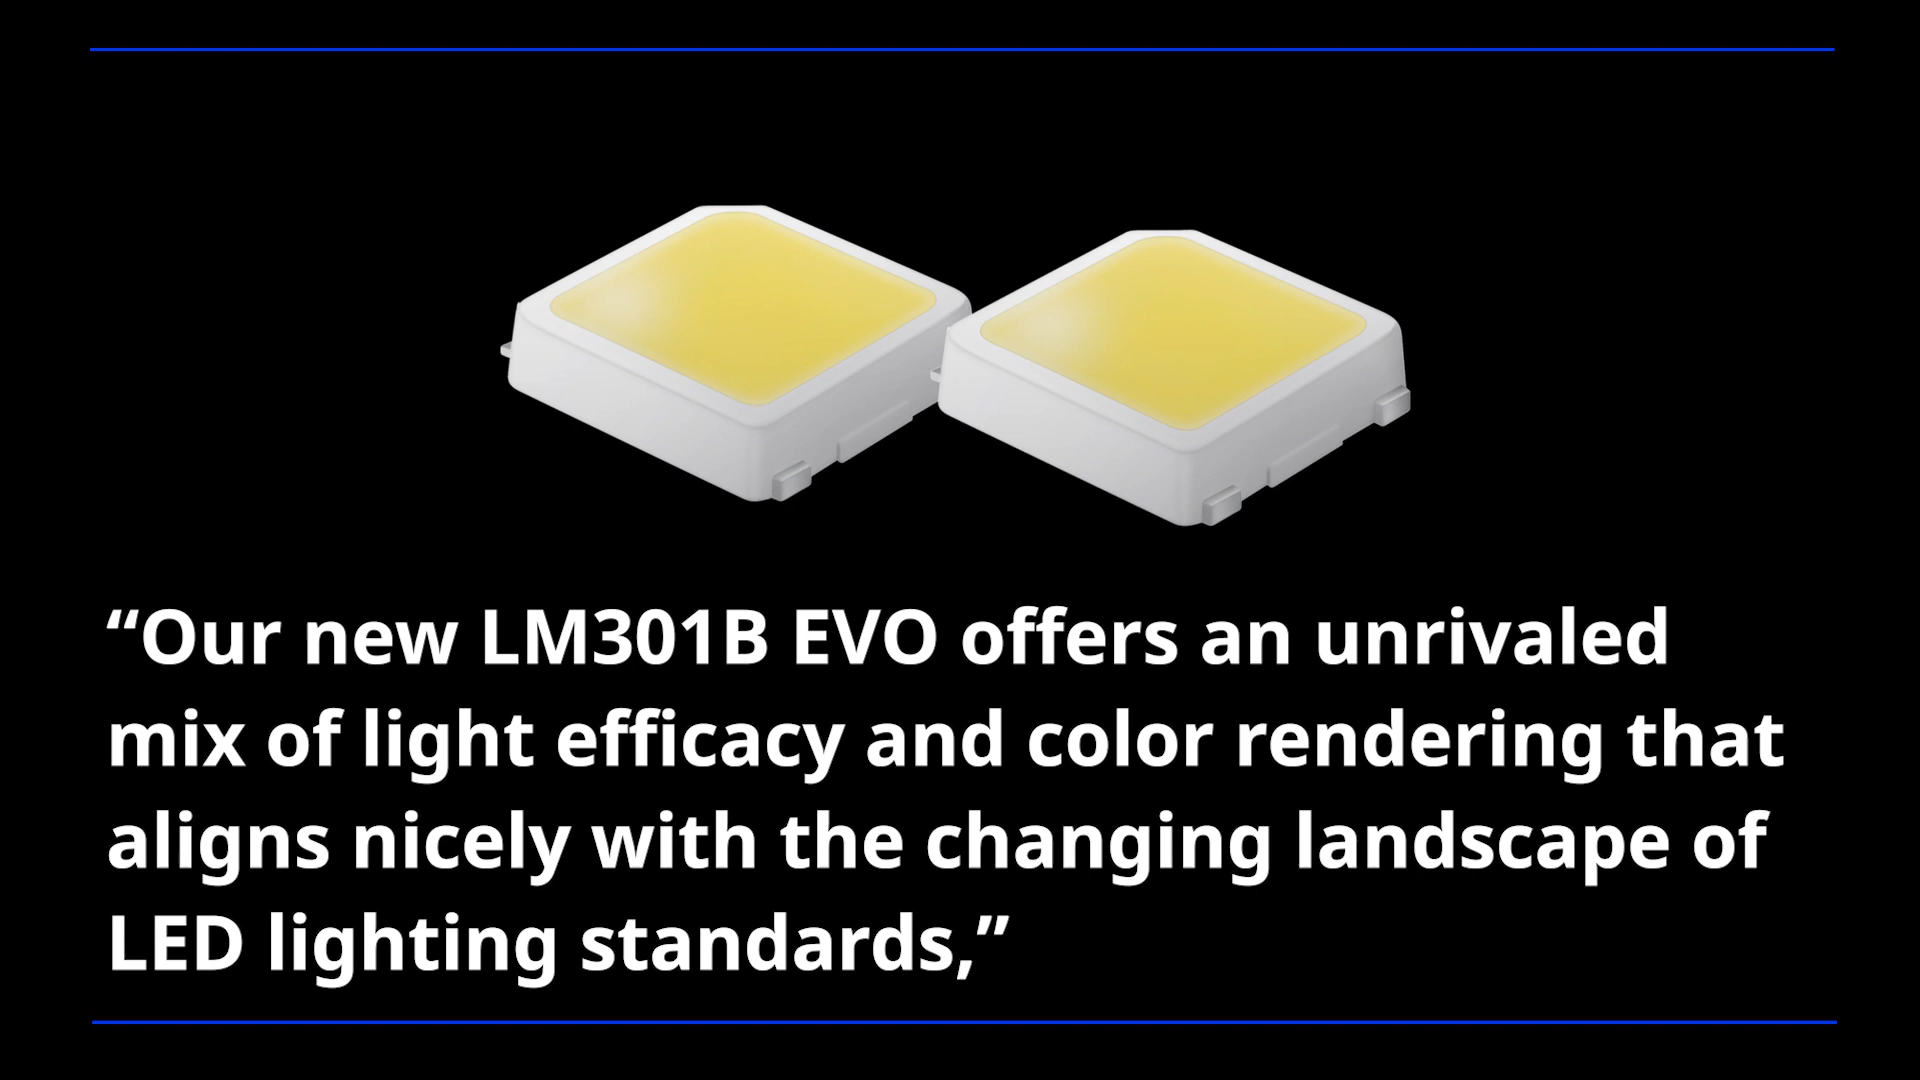 “Our new LM301B EVO offers an unrivaled
mix of light efficacy and color rendering that
aligns nicely with the changing landscape of
LED lighting standards,”